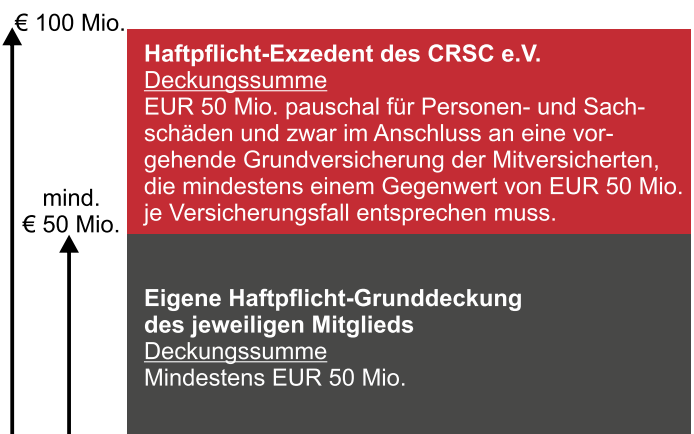 € 100 Mio.
Haftpflicht-Exzedent des CRSC e.V.
Deckungssumme
EUR 50 Mio. pauschal für Personen- und Sach-
schäden und zwar im Anschluss an eine vor-
gehende Grundversicherung der Mitversicherten,
die mindestens einem Gegenwert von EUR 50 Mio.
je Versicherungsfall entsprechen muss.
mind.
€ 50 Mio.
Eigene Haftpflicht-Grunddeckung
des jeweiligen Mitglieds
Deckungssumme
Mindestens EUR 50 Mio.